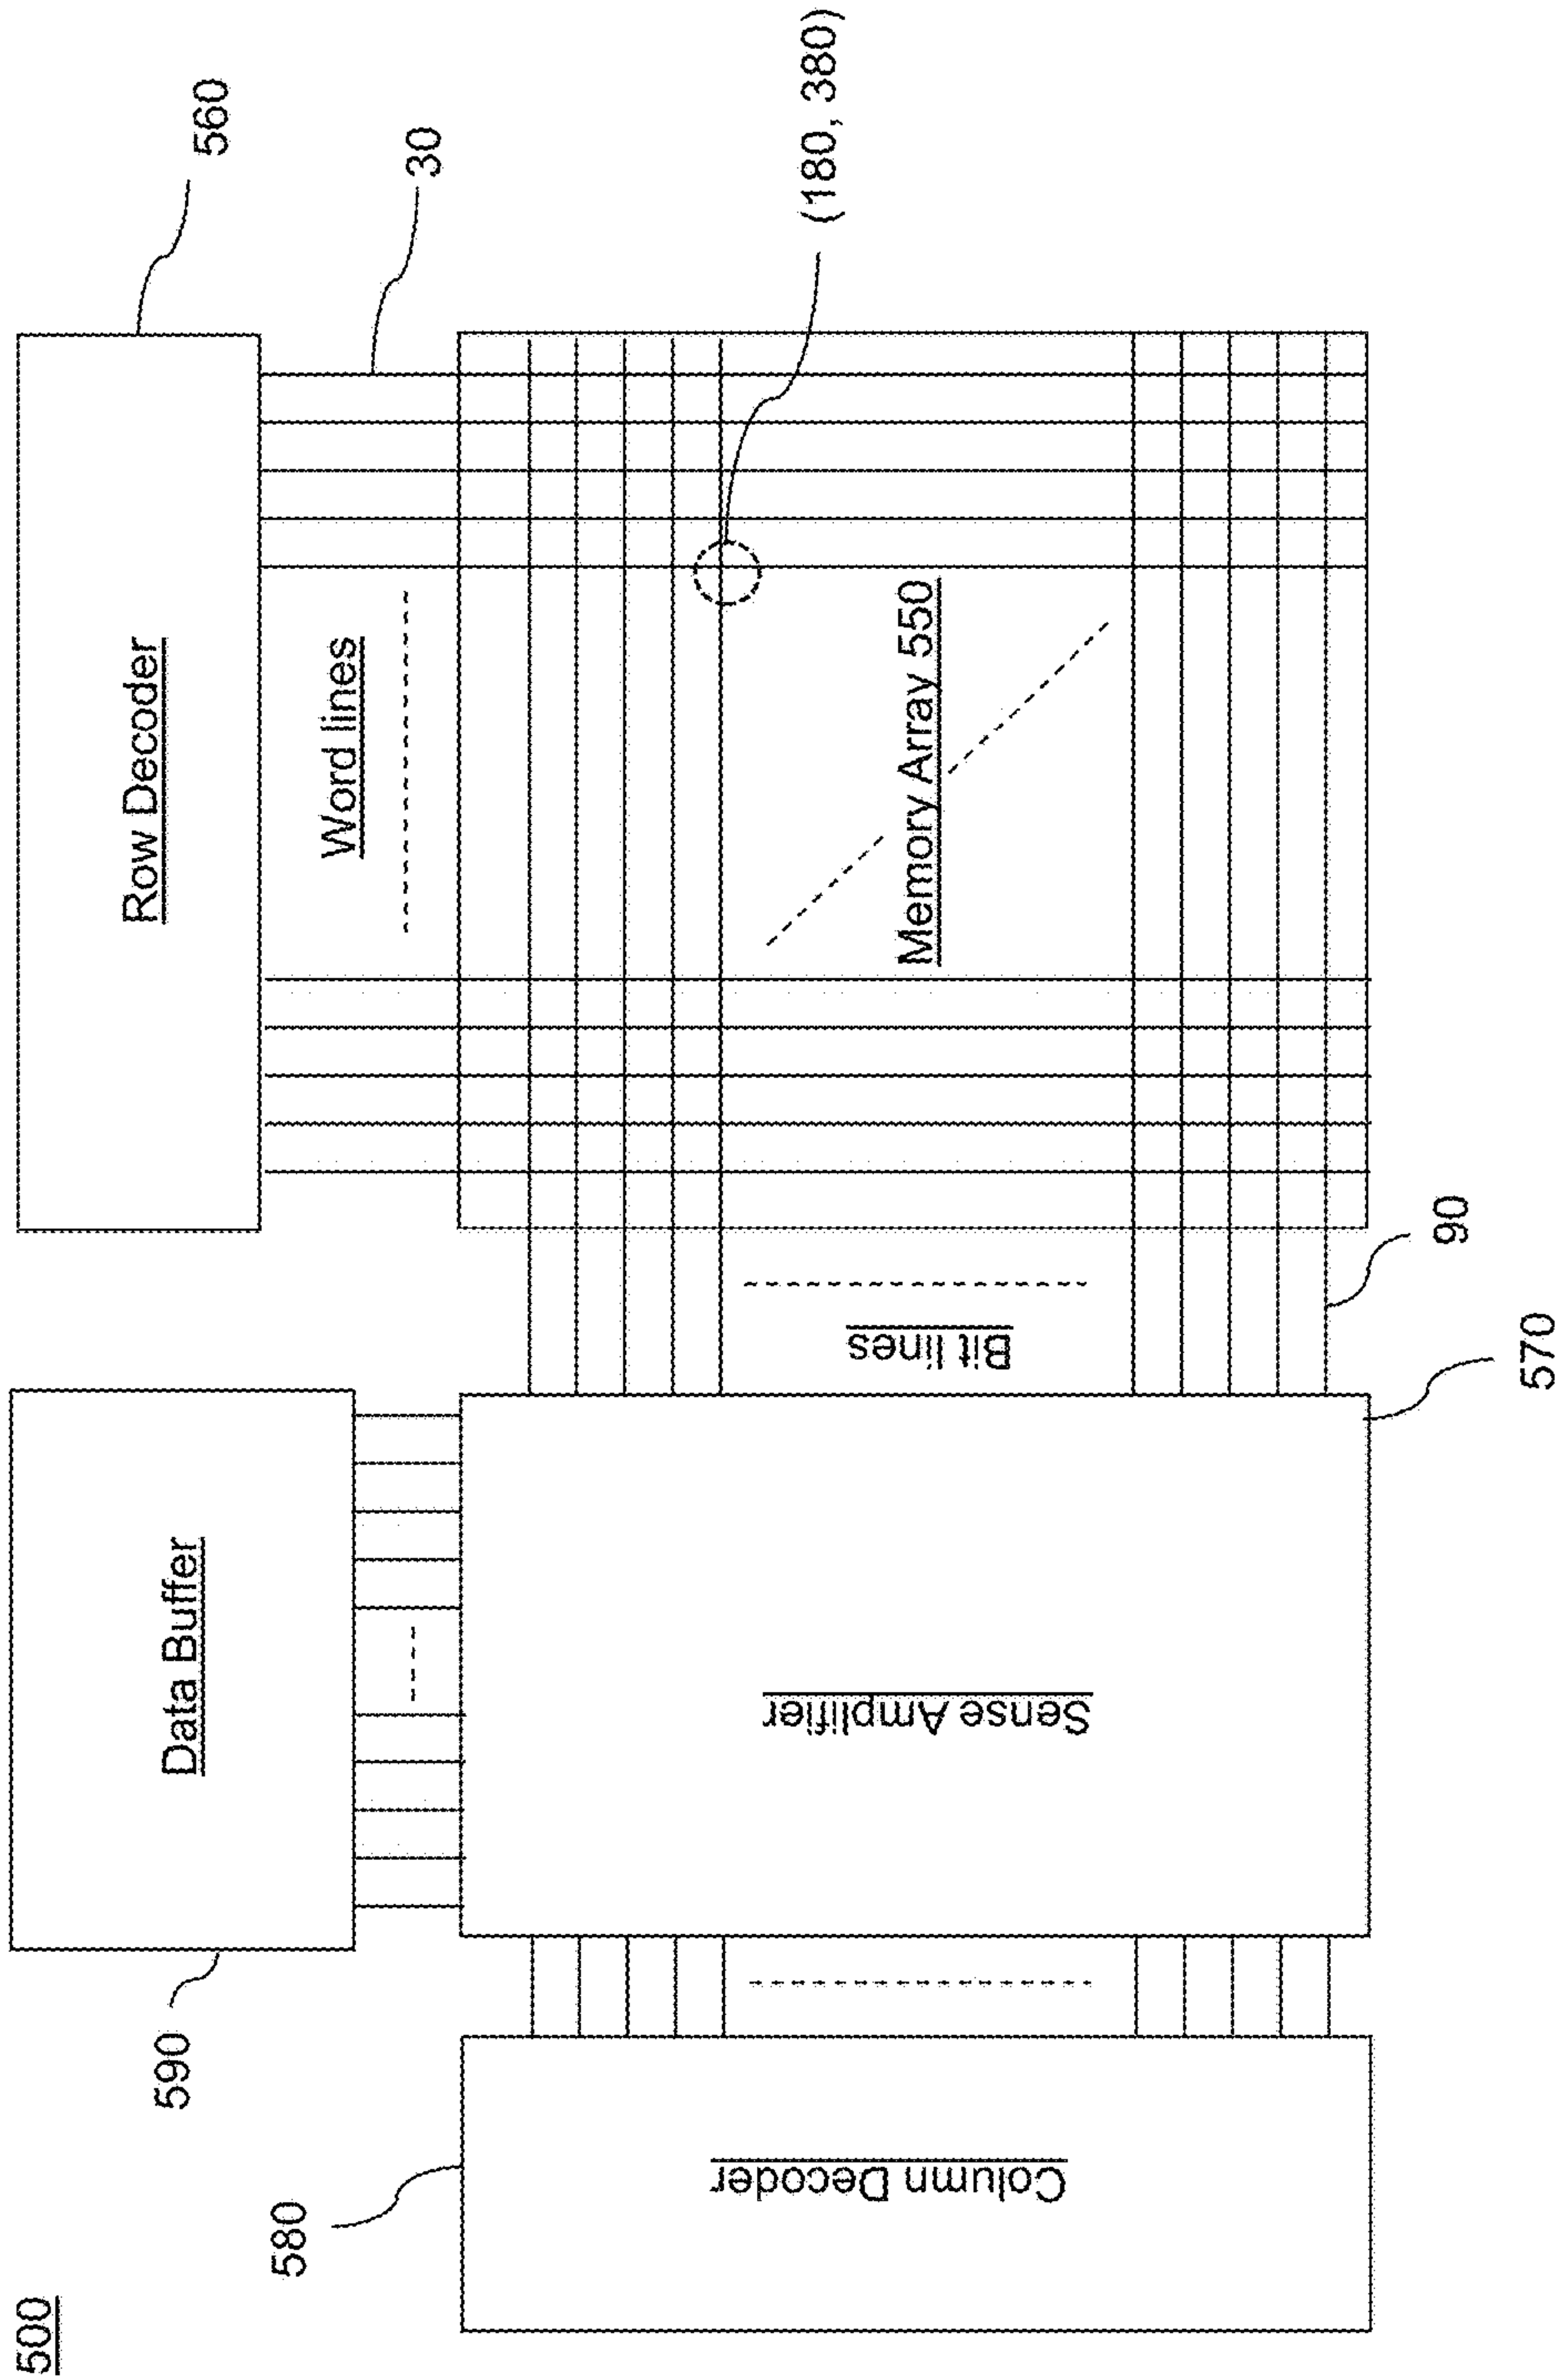 500
580
590
Data Buffer
Row Decoder
560
Word lines
30
(180, 380)
Memory Array 550
Bit lines
90
570
Sense Amplifier
Column Decoder